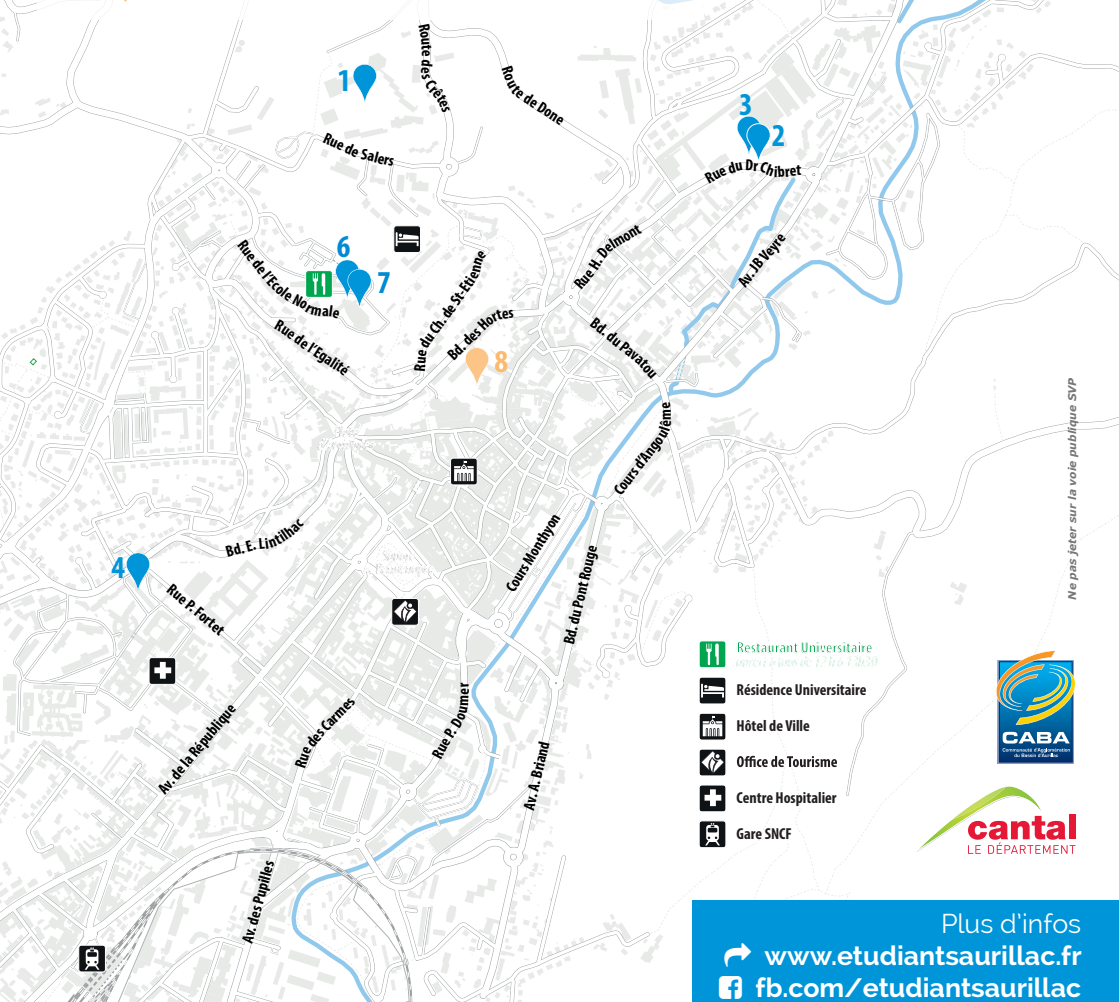 Route des Crêtes
Route de Done
1
3
2
Rue de Salers
Rue du Dr Chibret
Rue de l'Ecole Normale
6
7
Rue du Ch. de St-Etienne
Rue H. Delmont
Av. JB Veyre
Rue de l'Egalité
Bd. des Hortes
8
Bd. du Pavatou
Cours d'Angoulême
Ne pas jeter sur la voie publique SVP
Bd. E. Lintilhac
4
Rue P. Fortet
Cours Monthyon
Bd. du Pont Rouge
Av. de la République
Rue des Carmes
Rue P. Doumer
Av. A. Briand
Av. des Pupilles
Restaurant Universitaire
Résidence Universitaire
Hôtel de Ville
Office de Tourisme
Centre Hospitalier
Gare SNCF
CABA
Communauté d'Agglomération
du Bassin d'Aurillac
cantal
LE DÉPARTEMENT
Plus d'infos
www.etudiantsaurillac.fr
fb.com/etudiantsaurillac